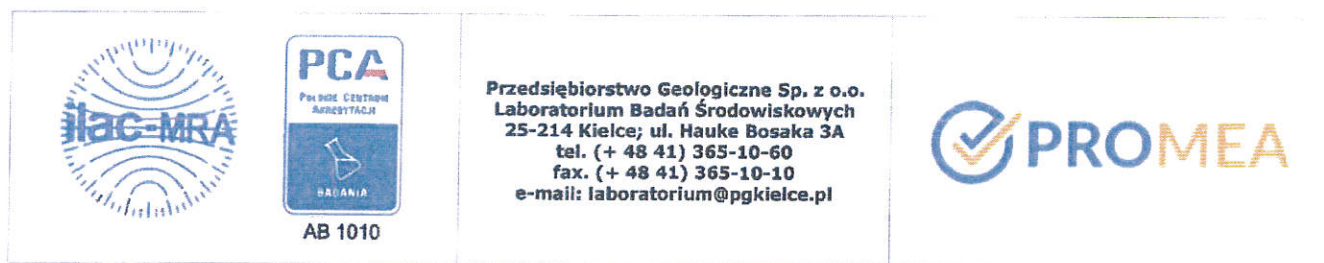 ilac-MRA
PCA
POLSKIE CENTRUM
AKREDYTACJI
BADANIA
AB 1010
Przedsiębiorstwo Geologiczne Sp. z o.o.
Laboratorium Badań Środowiskowych
25-214 Kielce; ul. Hauke Bosaka 3A
tel. (+ 48 41) 365-10-60
fax. (+ 48 41) 365-10-10
e-mail: laboratorium@pgkielce.pl
PROMEA